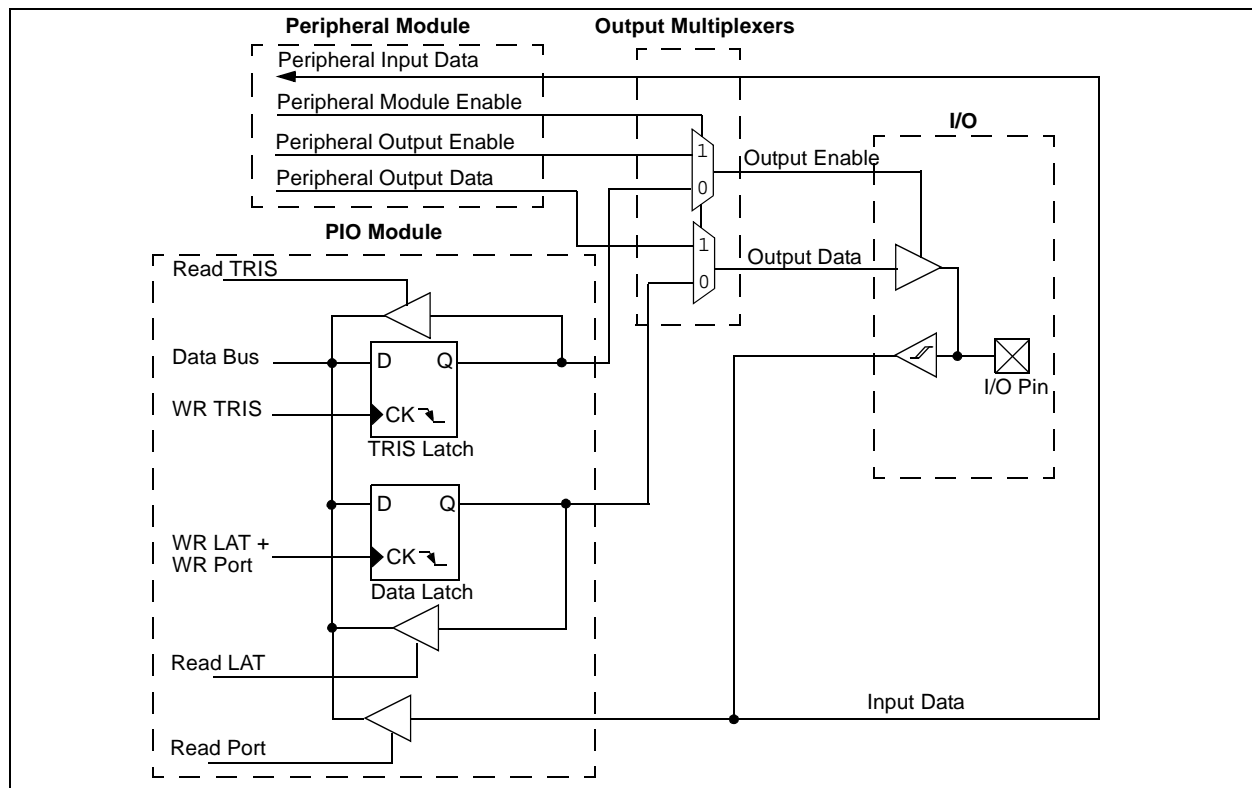 Peripheral Module
Output Multiplexers
Peripheral Input Data
Peripheral Module Enable
Peripheral Output Enable
Peripheral Output Data
1
0
1
0
Output Enable
Output Data
I/O
I/O Pin
PIO Module
Read TRIS
Data Bus
D
Q
WR TRIS
CK
TRIS Latch
D
Q
WR LAT +
WR Port
CK
Data Latch
Read LAT
Input Data
Read Port